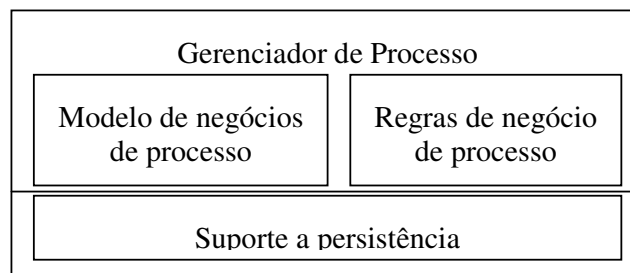 Gerenciador de Processo
Modelo de negócios
de processo
Regras de negócio
de processo
Suporte a persistência